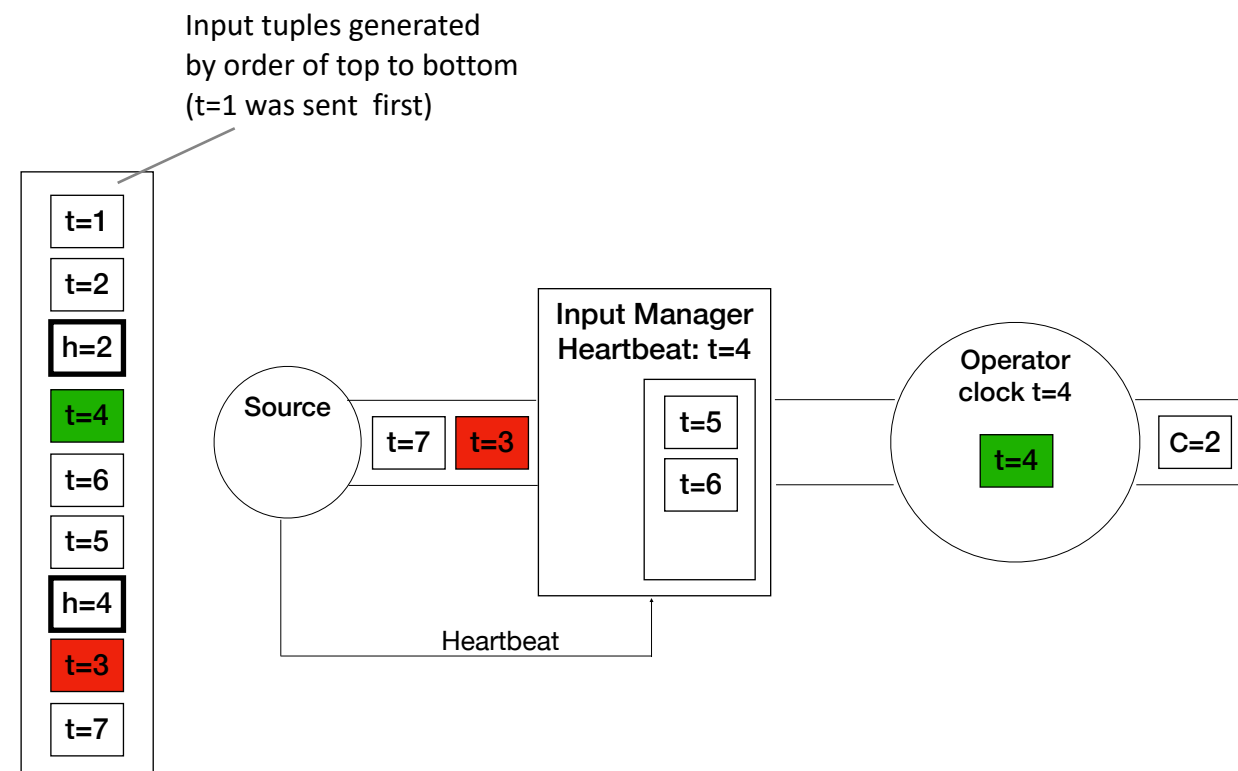 Input tuples generated
by order of top to bottom
(t=1 was sent first)
t=1
t=2
h=2
t=4
t=6
t=5
h=4
t=3
t=7
Source
t=7
t=3
Heartbeat
Input Manager
Heartbeat: t=4
t=5
t=6
Operator
clock t=4
t=4
C=2